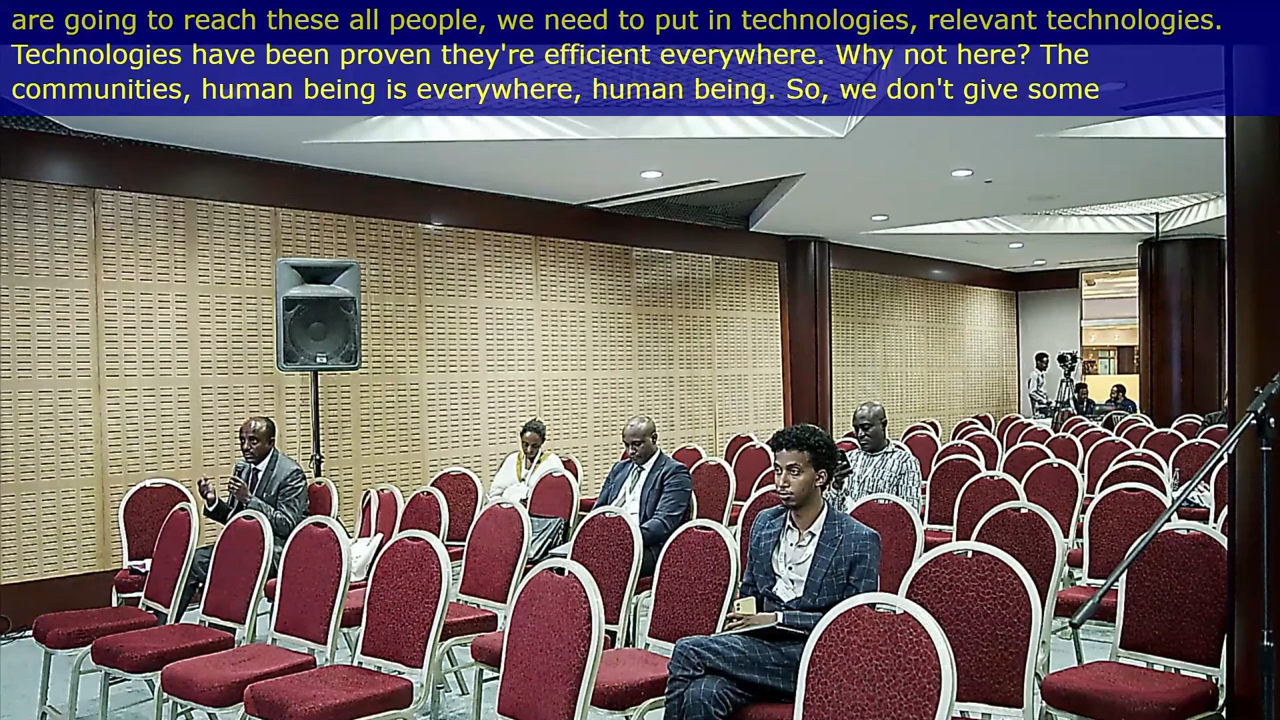 are going to reach these all people, we need to put in technologies, relevant technologies.
Technologies have been proven they're efficient everywhere. Why not here? The
communities, human being is everywhere, human being. So, we don't give some